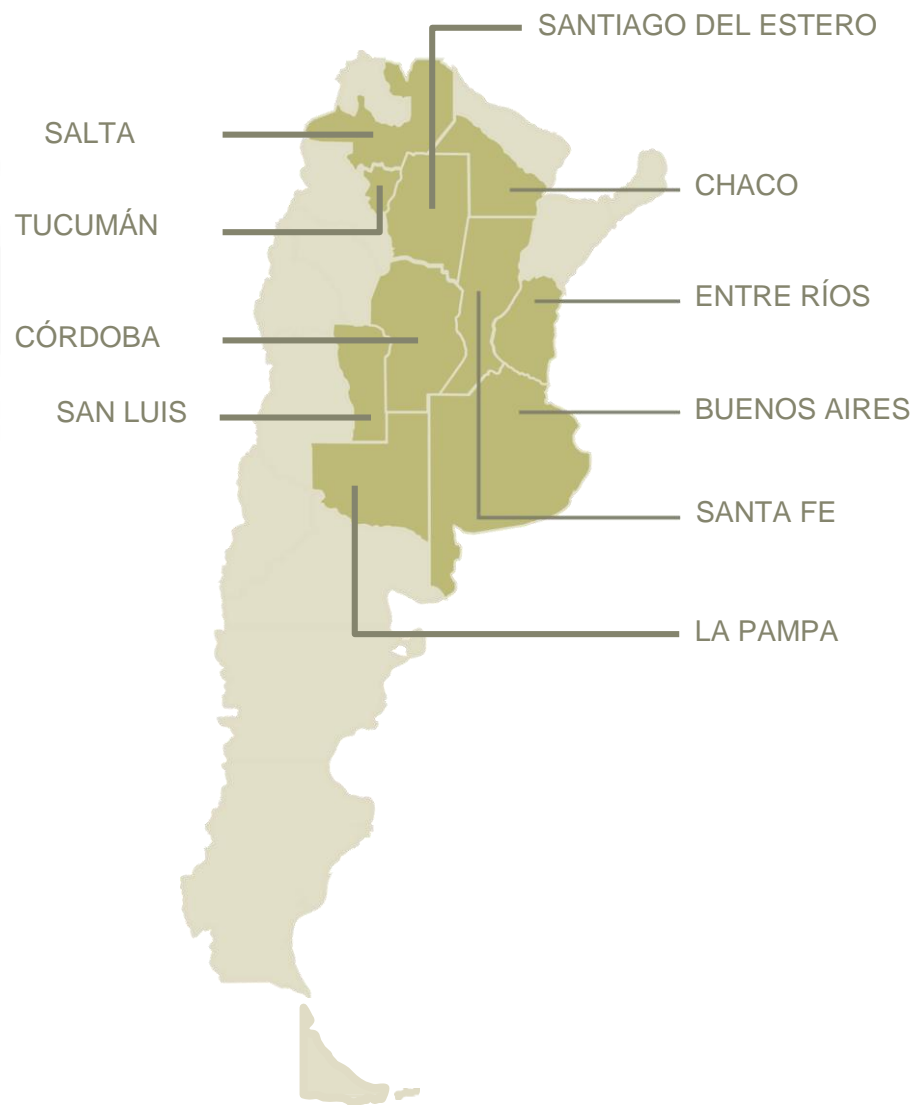 SANTIAGO DEL ESTERO
SALTA
CHACO
TUCUMÁN
ENTRE RÍOS
CÓRDOBA
SAN LUIS
BUENOS AIRES
SANTA FE
LA PAMPA